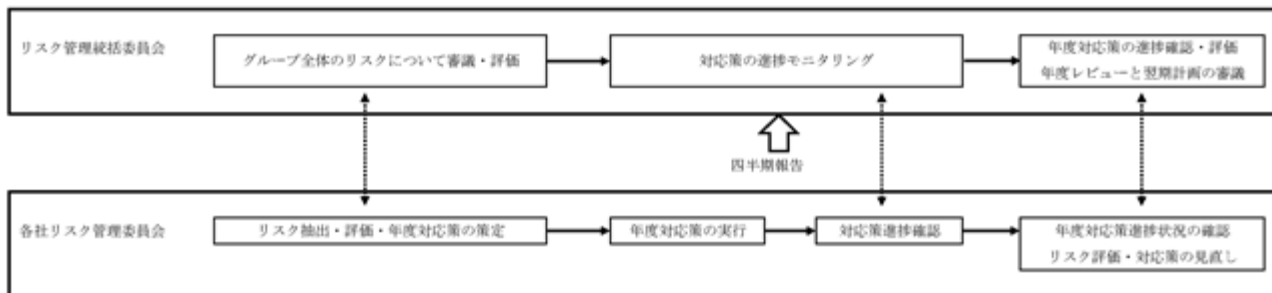 リスク管理統括委員会
グループ全体のリスクについて審議・評価
対応策の進捗モニタリング
年度対応策の進捗確認・評価
年度レビューと翌期計画の審議
四半期報告
各社リスク管理委員会
リスク抽出・評価・年度対応策の策定
年度対応策の実行
対応策進捗確認
年度対応策進捗状況の確認
リスク評価・対応策の見直し